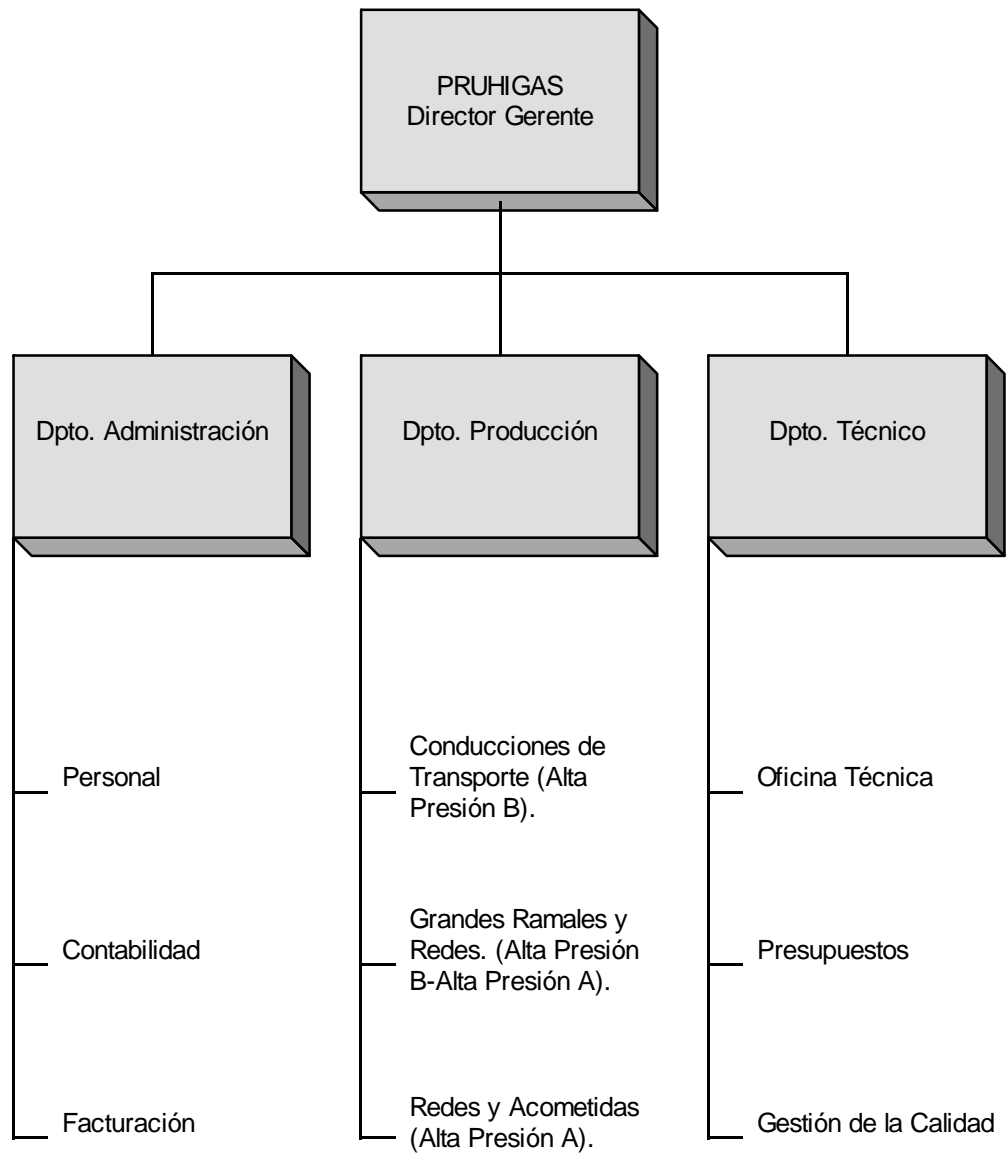 PRUHIGAS
Director Gerente
Dpto. Administración
Dpto. Producción
Dpto. Técnico
Personal
Contabilidad
Facturación
Conducciones de
Transporte (Alta
Presión B).
Grandes Ramales y
Redes. (Alta Presión
B-Alta Presión A).
Redes y Acometidas
(Alta Presión A).
Oficina Técnica
Presupuestos
Gestión de la Calidad